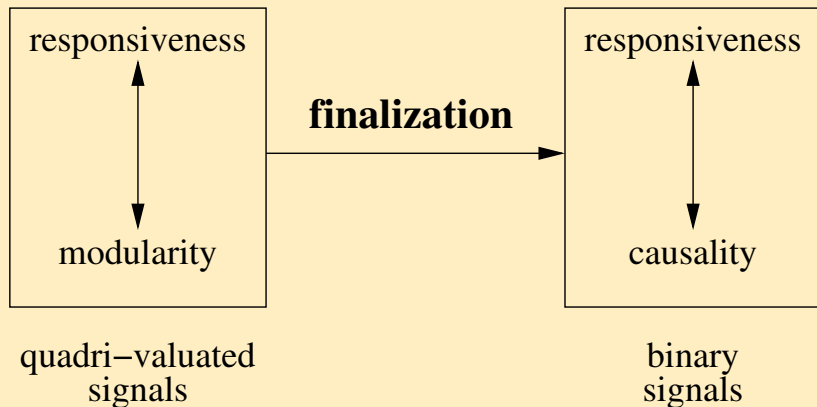 responsiveness
modularity
quadri−valuated
signals
finalization
responsiveness
causality
binary
signals